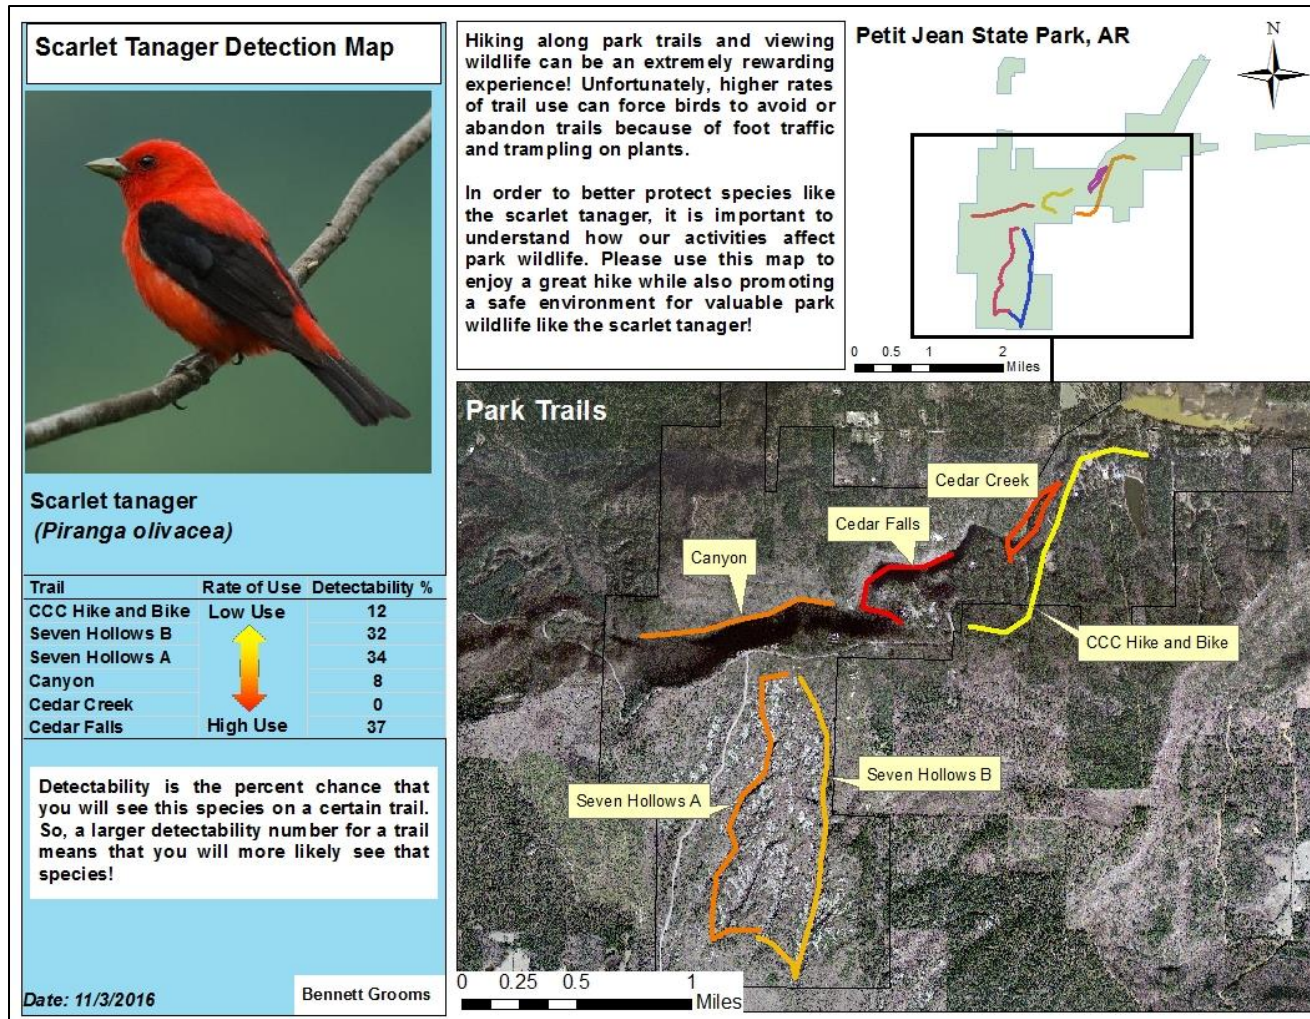 Scarlet Tanager Detection Map
Scarlet tanager
(Piranga olivacea)
Trail Rate of Use Detectability %
CCC Hike and Bike Low Use 12
Seven Hollows B 32
Seven Hollows A 34
Canyon 8
Cedar Creek 0
Cedar Falls High Use 37
Detectability is the percent chance that
you will see this species on a certain trail.
So, a larger detectability number for a trail
means that you will more likely see that
species!
Date: 11/3/2016
Bennett Grooms
Hiking along park trails and viewing
wildlife can be an extremely rewarding
experience! Unfortunately, higher rates
of trail use can force birds to avoid or
abandon trails because of foot traffic
and trampling on plants.
In order to better protect species like
the scarlet tanager, it is important to
understand how our activities affect
park wildlife. Please use this map to
enjoy a great hike while also promoting
a safe environment for valuable park
wildlife like the scarlet tanager!
Petit Jean State Park, AR
N
0 0.5 1 2
Miles
Park Trails
Cedar Creek
Cedar Falls
Canyon
CCC Hike and Bike
Seven Hollows B
Seven Hollows A
0 0.25 0.5 1
Miles